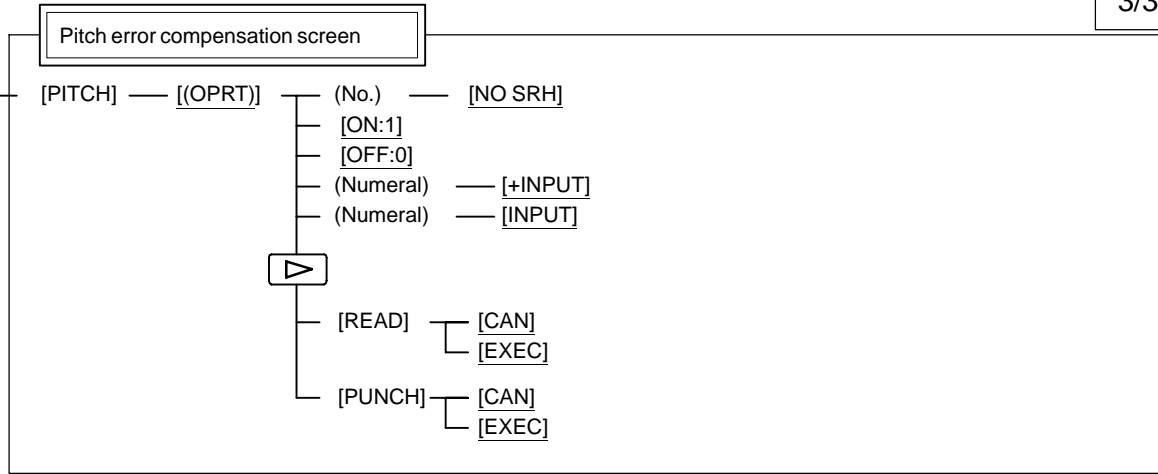 3/3
Pitch error compensation screen
[PITCH] [(OPRT)] (No.) [NO SRH]
[ON:1]
[OFF:0]
(Numeral) [+INPUT]
(Numeral) [INPUT]
[READ] [CAN]
[EXEC]
[PUNCH] [CAN]
[EXEC]